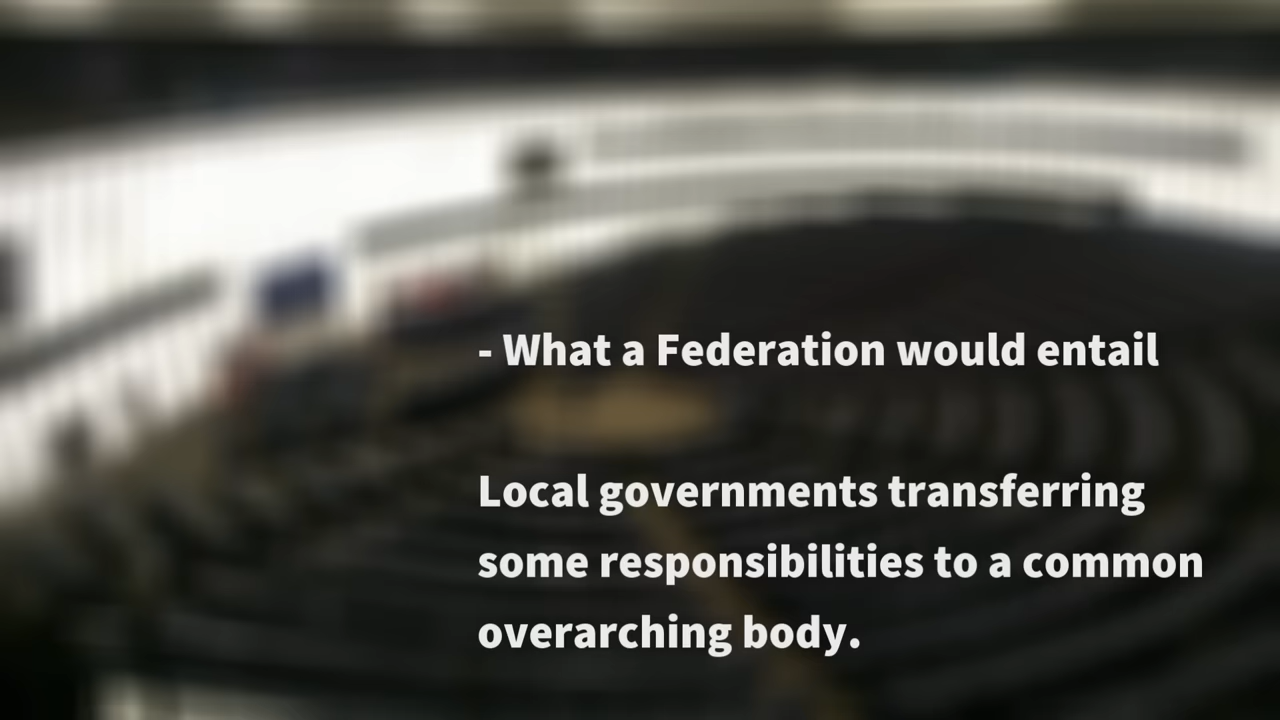 - What a Federation would entail
Local governments transferring
some responsibilities to a common
overarching body.